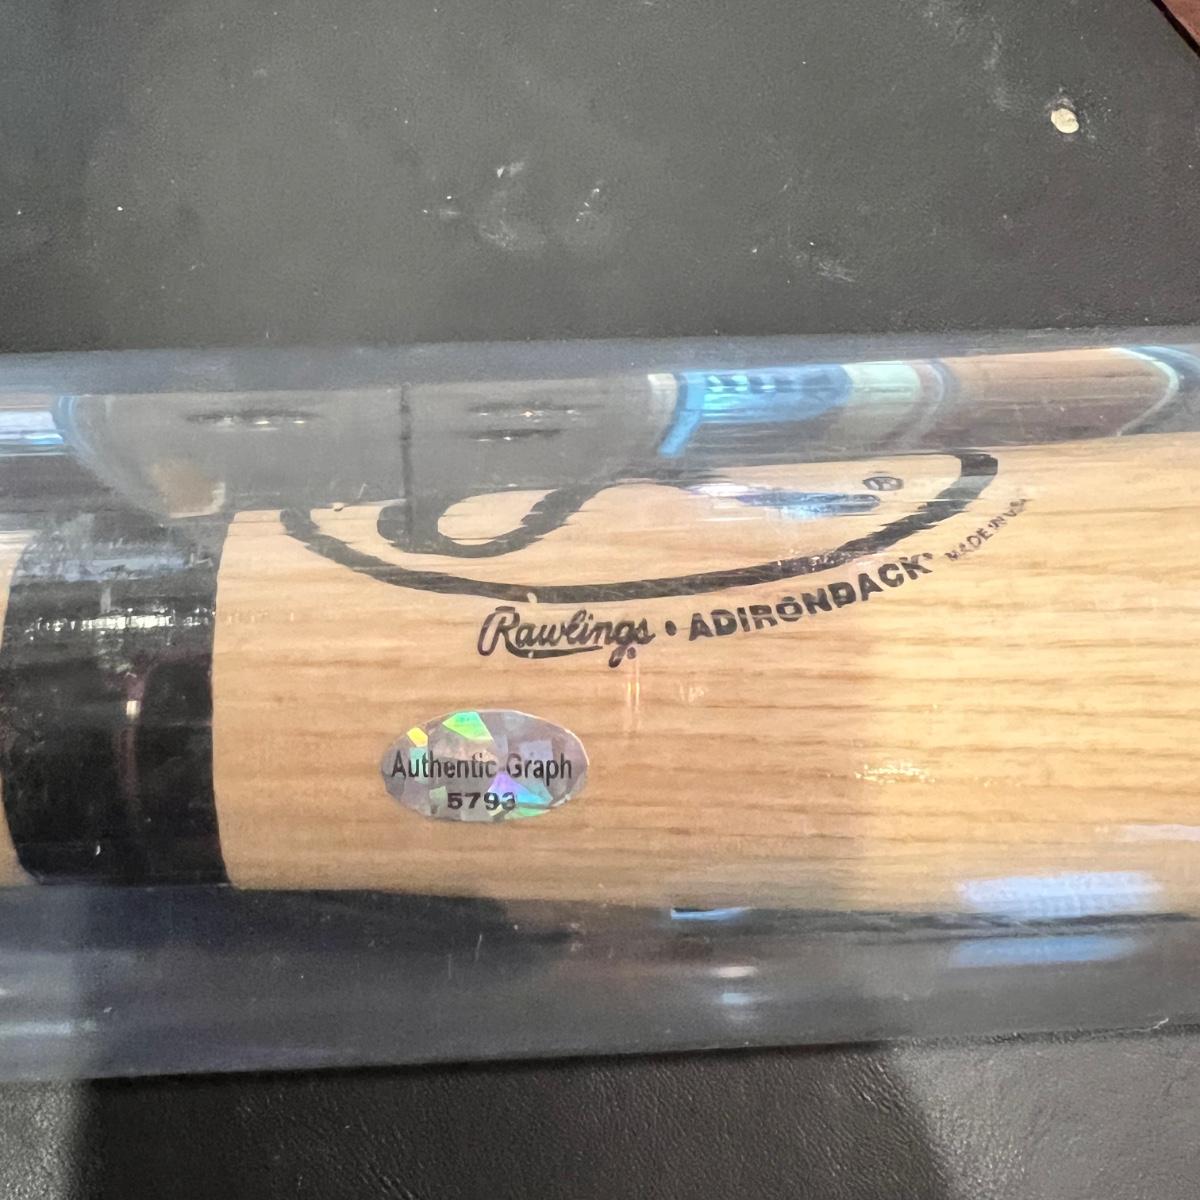 ®
Rawlings • ADIRONDACK® MADE IN USA
Authentic Graph
5793